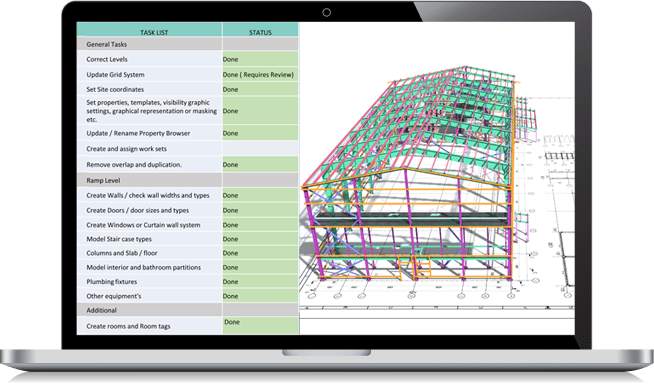 TASK LIST STATUS
General Tasks
Correct Levels Done
Update Grid System Done ( Requires Review)
Set Site coordinates Done
Set properties, templates, visibility graphic
settings, graphical representation or masking
etc. Done
Update / Rename Property Browser Done
Create and assign work sets
Remove overlap and duplication. Done
Ramp Level
Create Walls / check wall widths and types Done
Create Doors / door sizes and types Done
Create Windows or Curtain wall system Done
Model Stair case types Done
Columns and Slab / floor Done
Model interior and bathroom partitions Done
Plumbing fixtures Done
Other equipment's Done
Additional
Create rooms and Room tags Done